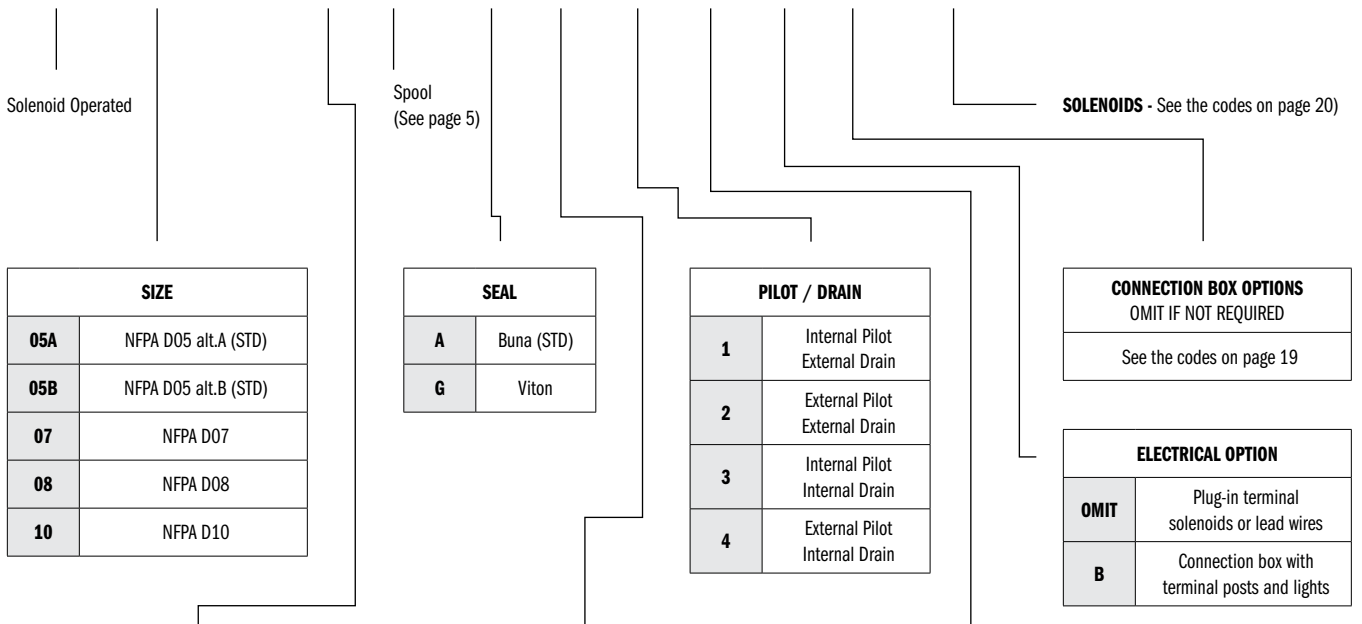 Solenoid Operated
Spool
(See page 5)
SOLENOIDS - See the codes on page 20)
SIZE
05A NFPA D05 alt.A (STD)
05B NFPA D05 alt.B (STD)
07 NFPA D07
08 NFPA D08
10 NFPA D10
SEAL
A Buna (STD)
G Viton
PILOT / DRAIN
1 Internal Pilot
External Drain
2 External Pilot
External Drain
3 Internal Pilot
Internal Drain
4 External Pilot
Internal Drain
CONNECTION BOX OPTIONS
OMIT IF NOT REQUIRED
See the codes on page 19
ELECTRICAL OPTION
OMIT Plug-in terminal
solenoids or lead wires
B Connection box with
terminal posts and lights